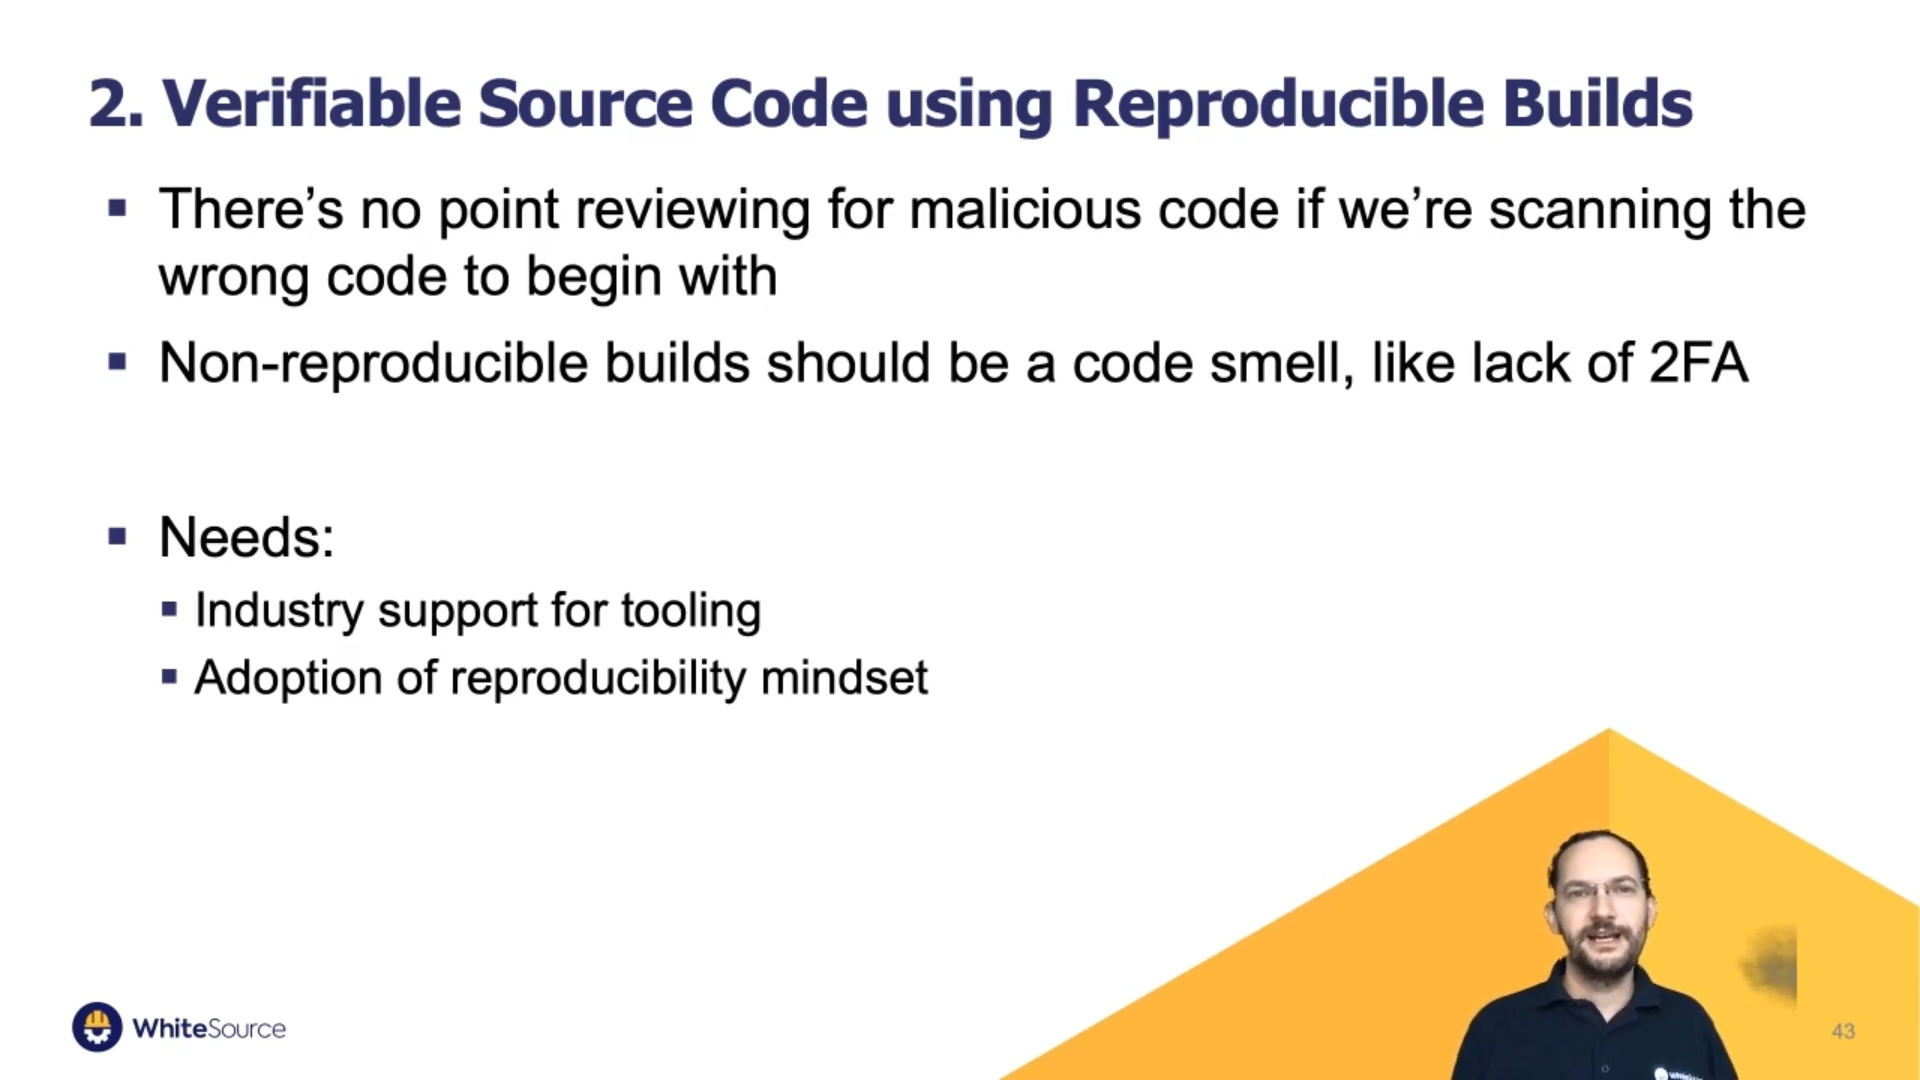 2. Verifiable Source Code using Reproducible Builds
There’s no point reviewing for malicious code if we’re scanning the
wrong code to begin with
Non-reproducible builds should be a code smell, like lack of 2FA
Needs:
Industry support for tooling
Adoption of reproducibility mindset
WhiteSource
43